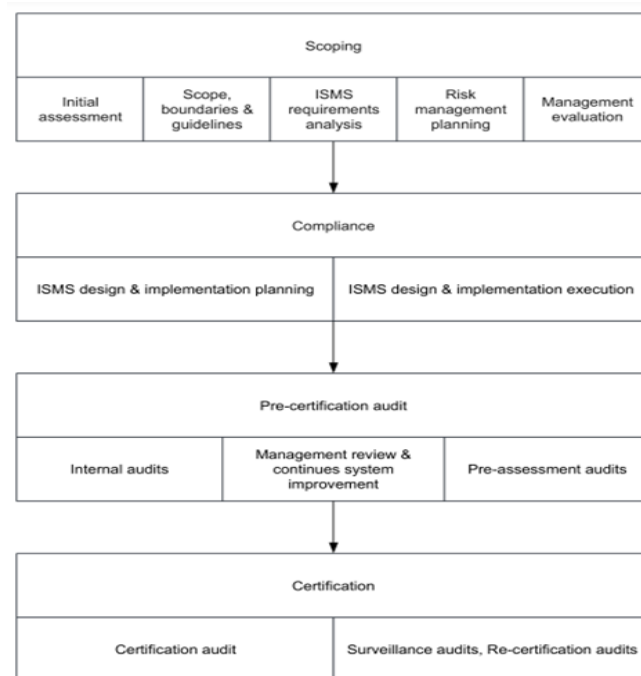 Scoping
Initial
assessment
Scope,
boundaries &
guidelines
ISMS
requirements
analysis
Risk
management
planning
Management
evaluation
Compliance
ISMS design & implementation planning
ISMS design & implementation execution
Pre-certification audit
Internal audits
Management review &
continues system
improvement
Pre-assessment audits
Certification
Certification audit
Surveillance audits, Re-certification audits